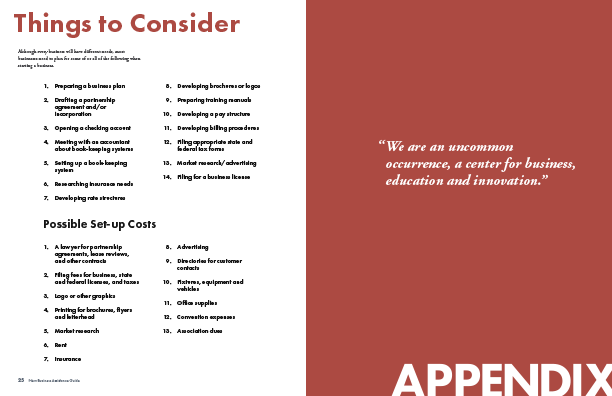 Things to Consider
Although every business will have different needs, most
businesses need to plan for some of or all of the following when
starting a business.
1. Preparing a business plan
2. Drafting a partnership
agreement and/or
incorporation
3. Opening a checking account
4. Meeting with an accountant
about book-keeping systems
5. Setting up a book-keeping
system
6. Researching insurance needs
7. Developing rate structures
8. Developing brochures or logos
9. Preparing training manuals
10. Developing a pay structure
11. Developing billing procedures
12. Filing appropriate state and
federal tax forms
13. Market research/advertising
14. Filing for a business license
Possible Set-up Costs
1. A lawyer for partnership
agreements, lease reviews,
and other contracts
2. Filing fees for business, state
and federal licenses, and taxes
3. Logo or other graphics
4. Printing for brochures, flyers
and letterhead
5. Market research
6. Rent
7. Insurance
8. Advertising
9. Directories for customer
contacts
10. Fixtures, equipment and
vehicles
11. Office supplies
12. Convention expenses
13. Association dues
25 New Business Assistance Guide
“We are an uncommon
occurrence, a center for business,
education and innovation.”
APPENDIX